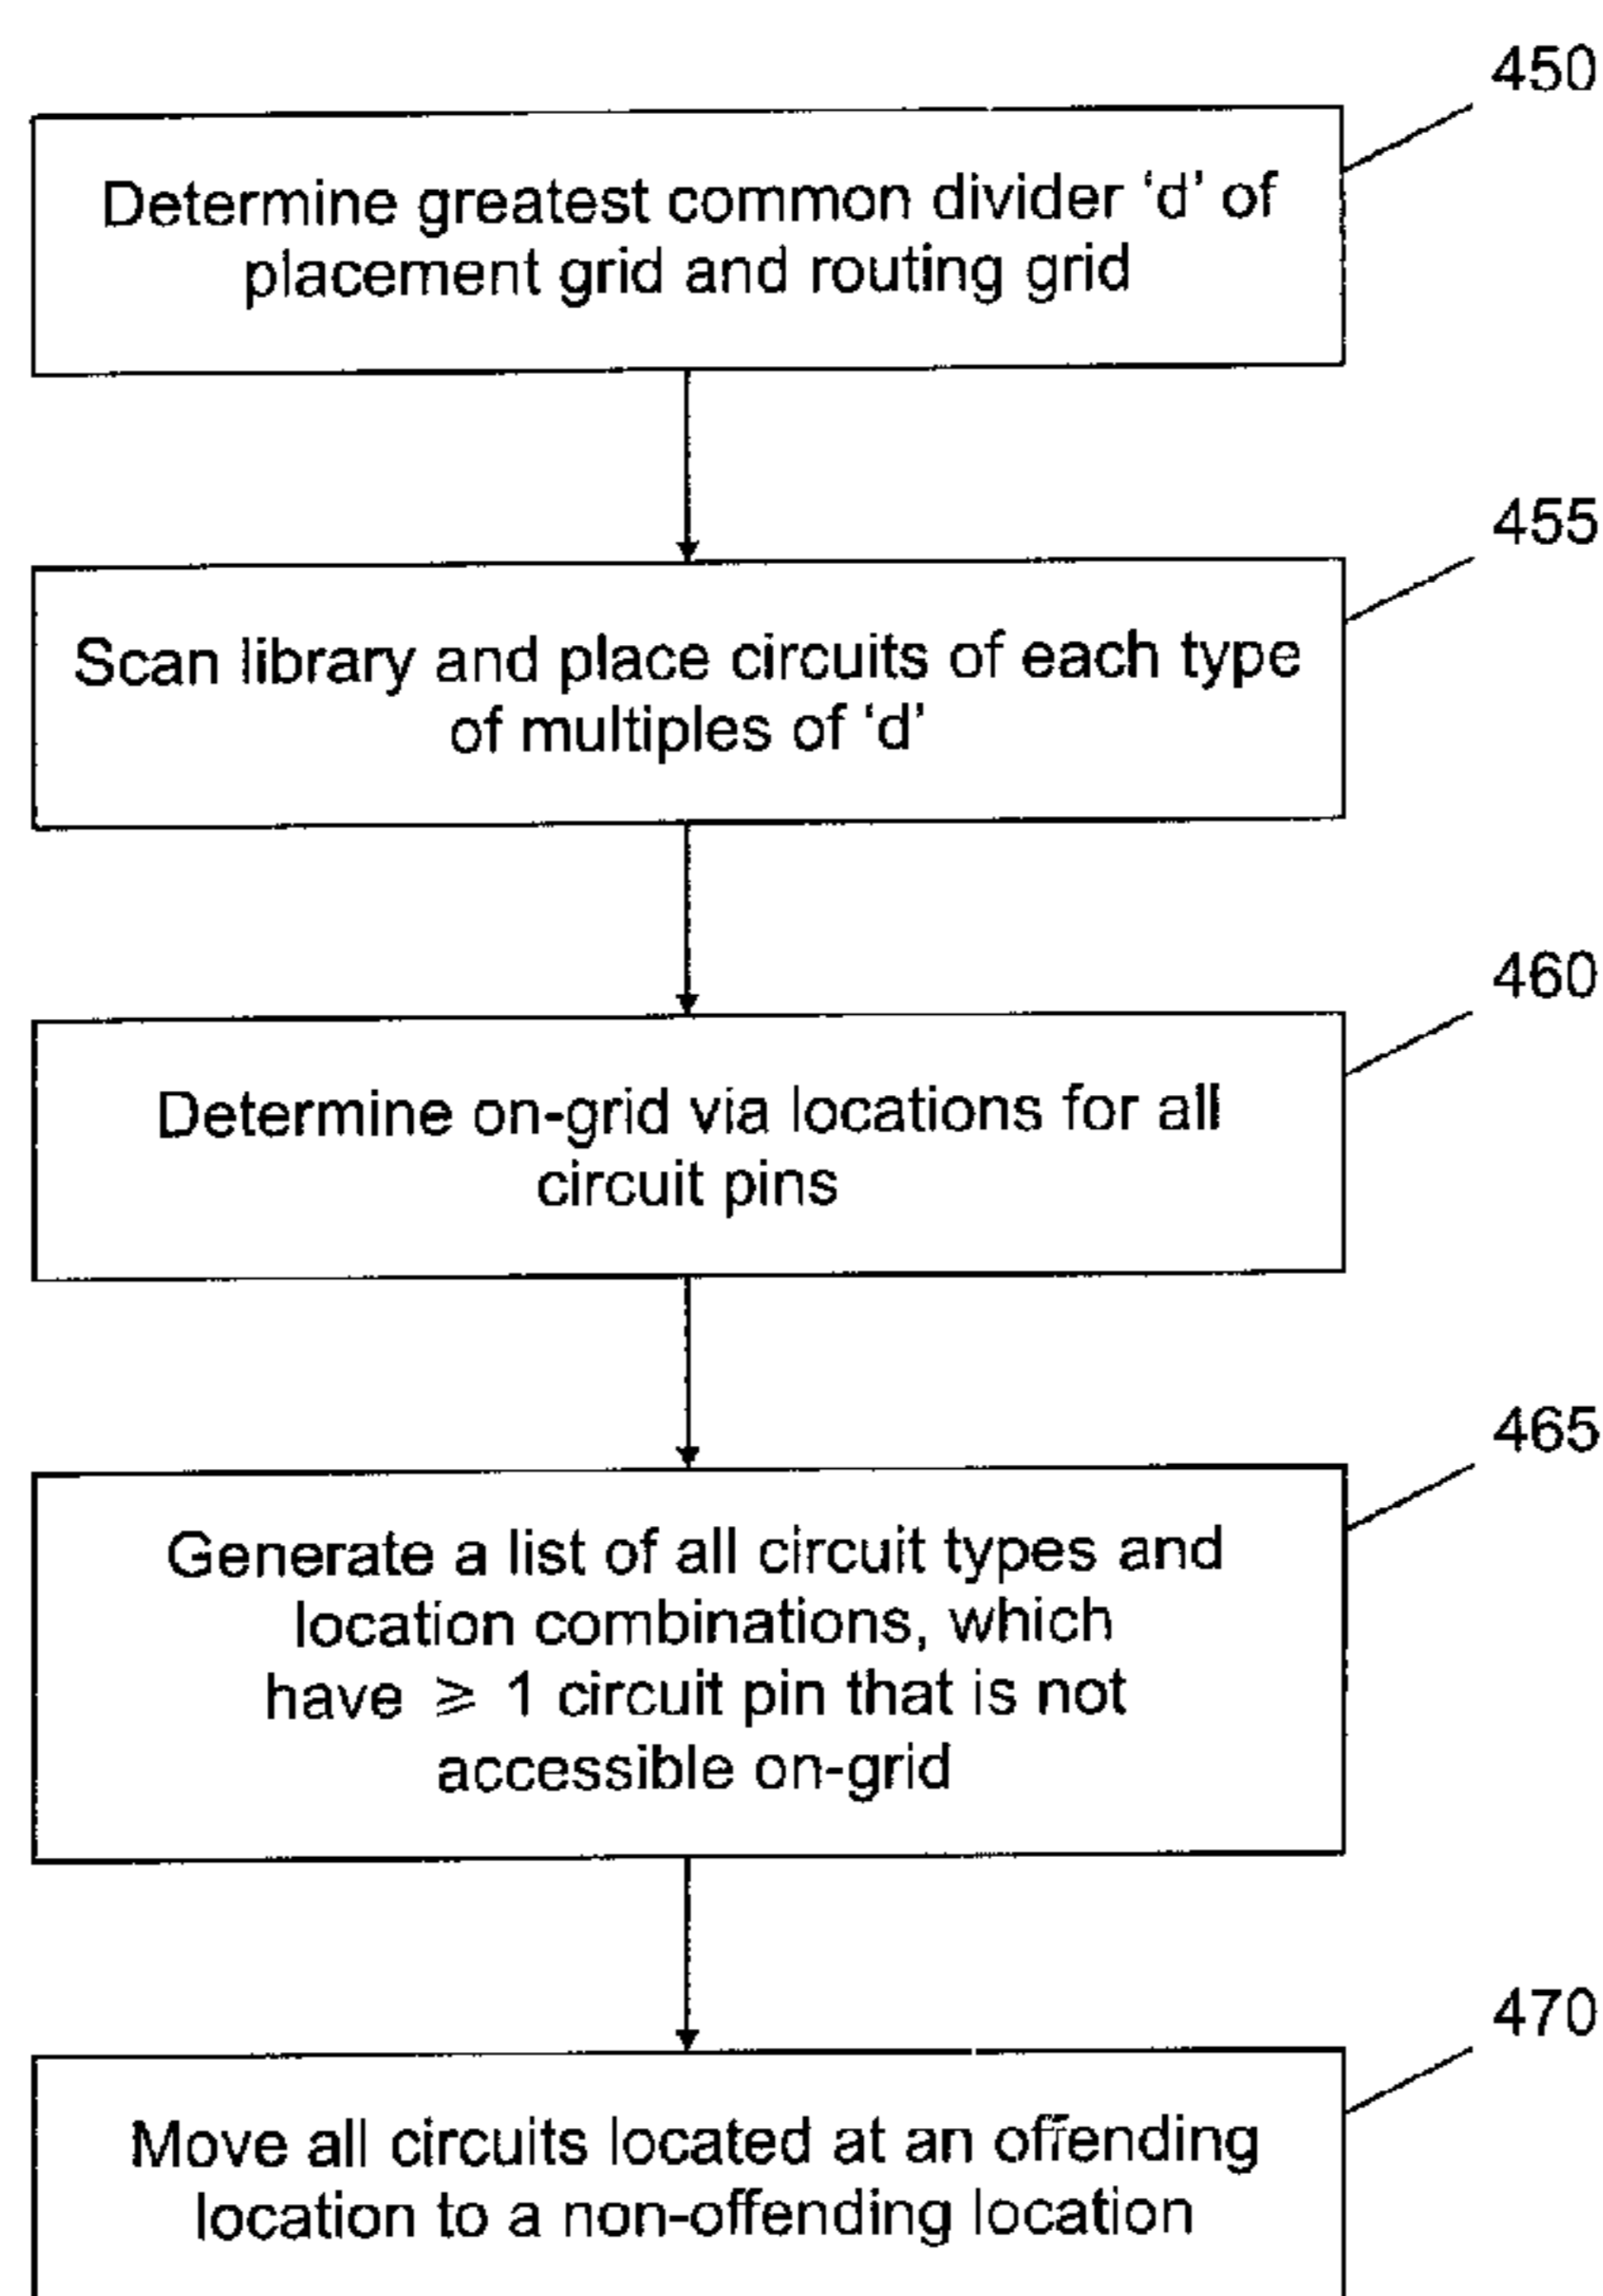 450
Determine greatest common divider ‘d’ of
placement grid and routing grid
455
Scan library and place circuits of each type
of multiples of ‘d’
460
Determine on-grid via locations for all
circuit pins
465
Generate a list of all circuit types and
location combinations, which
have ⩾ 1 circuit pin that is not
accessible on-grid
470
Move all circuits located at an offending
location to a non-offending location